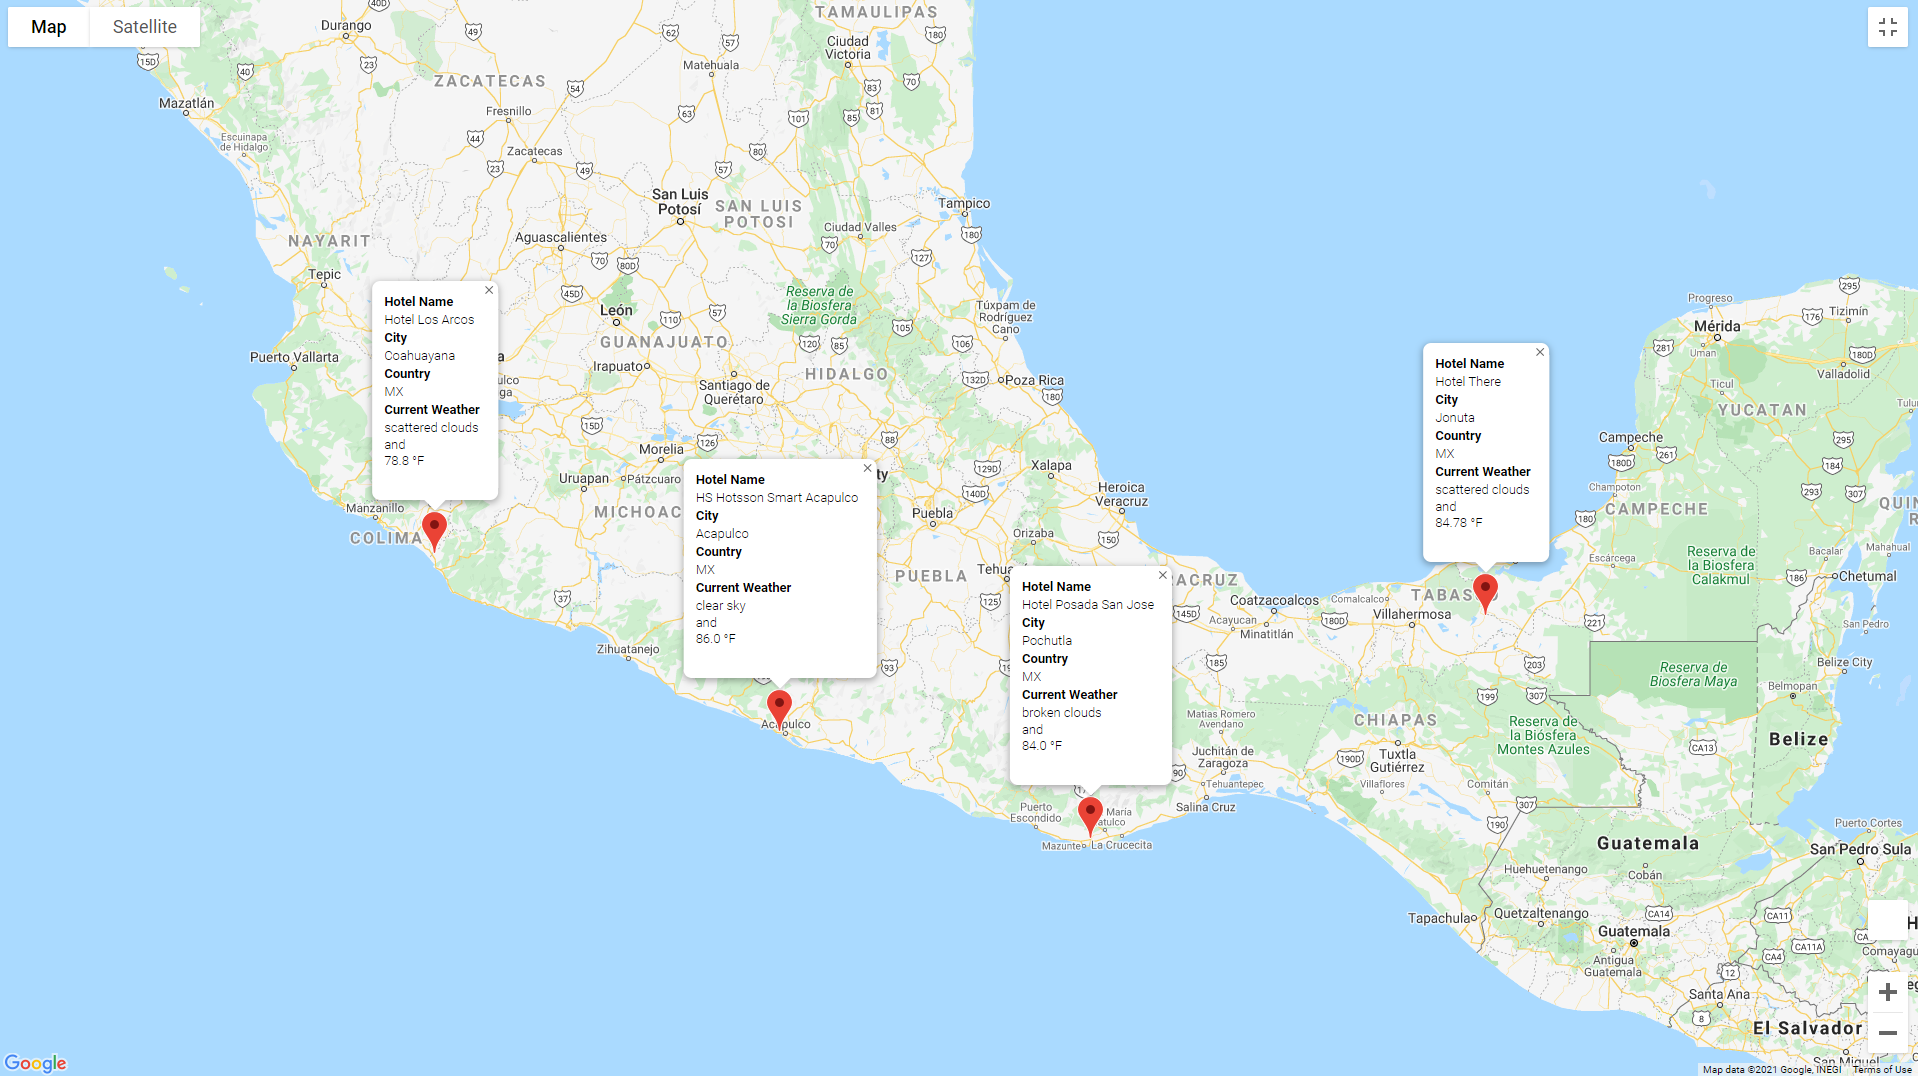 Map
Satellite
TAMAULIPAS
Durango
Ciudad
Victoria
Matehuala
ZACATECAS
Mazatlán
Fresnillo
Escuinapa
de Hidalgo
Zacatecas
San Luis
Potosí
SAN LUIS
POTOSI
Tampico
Ciudad Valles
NAYARIT
Aguascalientes
Tepic
Reserva de
la Biosfera
Sierra Gorda
León
GUANAJUATO
Túxpam de
Rodríguez
Cano
Progreso
Tizimín
Mérida
Uman
Puerto Vallarta
Irapuato
HIDALGO
Poza Rica
Santiago de
Querétaro
Valladolid
Ticul
YUCATAN
Hotel Name
Hotel Los Arcos
City
Coahuayana
Country
MX
Current Weather
scattered clouds
and
78.8 °F
Hotel Name
Hotel There
City
Jonuta
Country
MX
Current Weather
scattered clouds
and
84.78 °F
Campeche
Morelia
Xalapa
Uruapan
Pátzcuaro
Heroica
Veracruz
Champoton
CAMPECHE
Manzanillo
COLIMA
MICHOAC
Puebla
Orizaba
Hotel Name
HS Hotsson Smart Acapulco
City
Acapulco
Country
MX
Current Weather
clear sky
and
86.0 °F
PUEBLA
Tehua
ACRUZ
Escárcega
Reserva de
la Biosfera
Calakmul
Bacalar
Mahahual
Chetumal
Hotel Name
Hotel Posada San Jose
City
Pochutla
Country
MX
Current Weather
broken clouds
and
84.0 °F
Coatzacoalcos
Comalcalco
TABAS
Villahermosa
Acayucan
Minatitlán
San Pedro
Zihuatanejo
Reserva de
Biosfera Maya
Belize City
Belmopan
Acapulco
Matias Romero
Avendano
CHIAPAS
Reserva de
la Biósfera
Montes Azules
Belize
Juchitán de
Zaragoza
Tuxtla
Gutiérrez
Tehuantepec
Villaflores
Comitán
Salina Cruz
Puerto
Escondido
María
atulco
Mazunte
La Crucecita
Puerto Cortes
Guatemala
San Pedro Sula
Huehuetenango
Cobán
Tapachula
Quetzaltenango
Guatemala
Antigua
Guatemala
Comayagu
Santa Ana
El Salvador
San Miguel
Google
Map data ©2021 Google, INEGI
Terms of Use